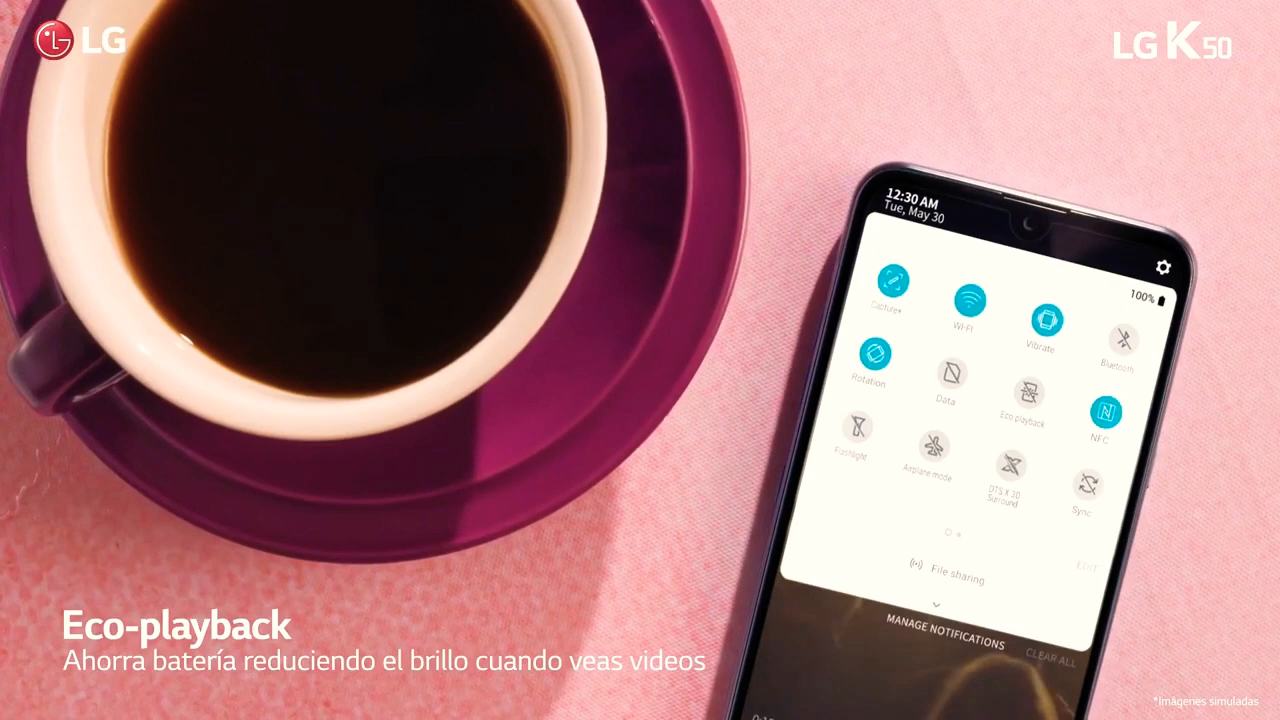 LG
LG K50
12:30 AM
Tue, May 30
100%
Capture+
Wi-Fi
Vibrate
Bluetooth
Rotation
Data
Eco playback
NFC
Flashlight
Airplane mode
DTS X 3D
Surround
Sync
EDIT
File sharing
MANAGE NOTIFICATIONS
CLEAR ALL
Eco-playback
Ahorra batería reduciendo el brillo cuando veas videos
*Imágenes simuladas